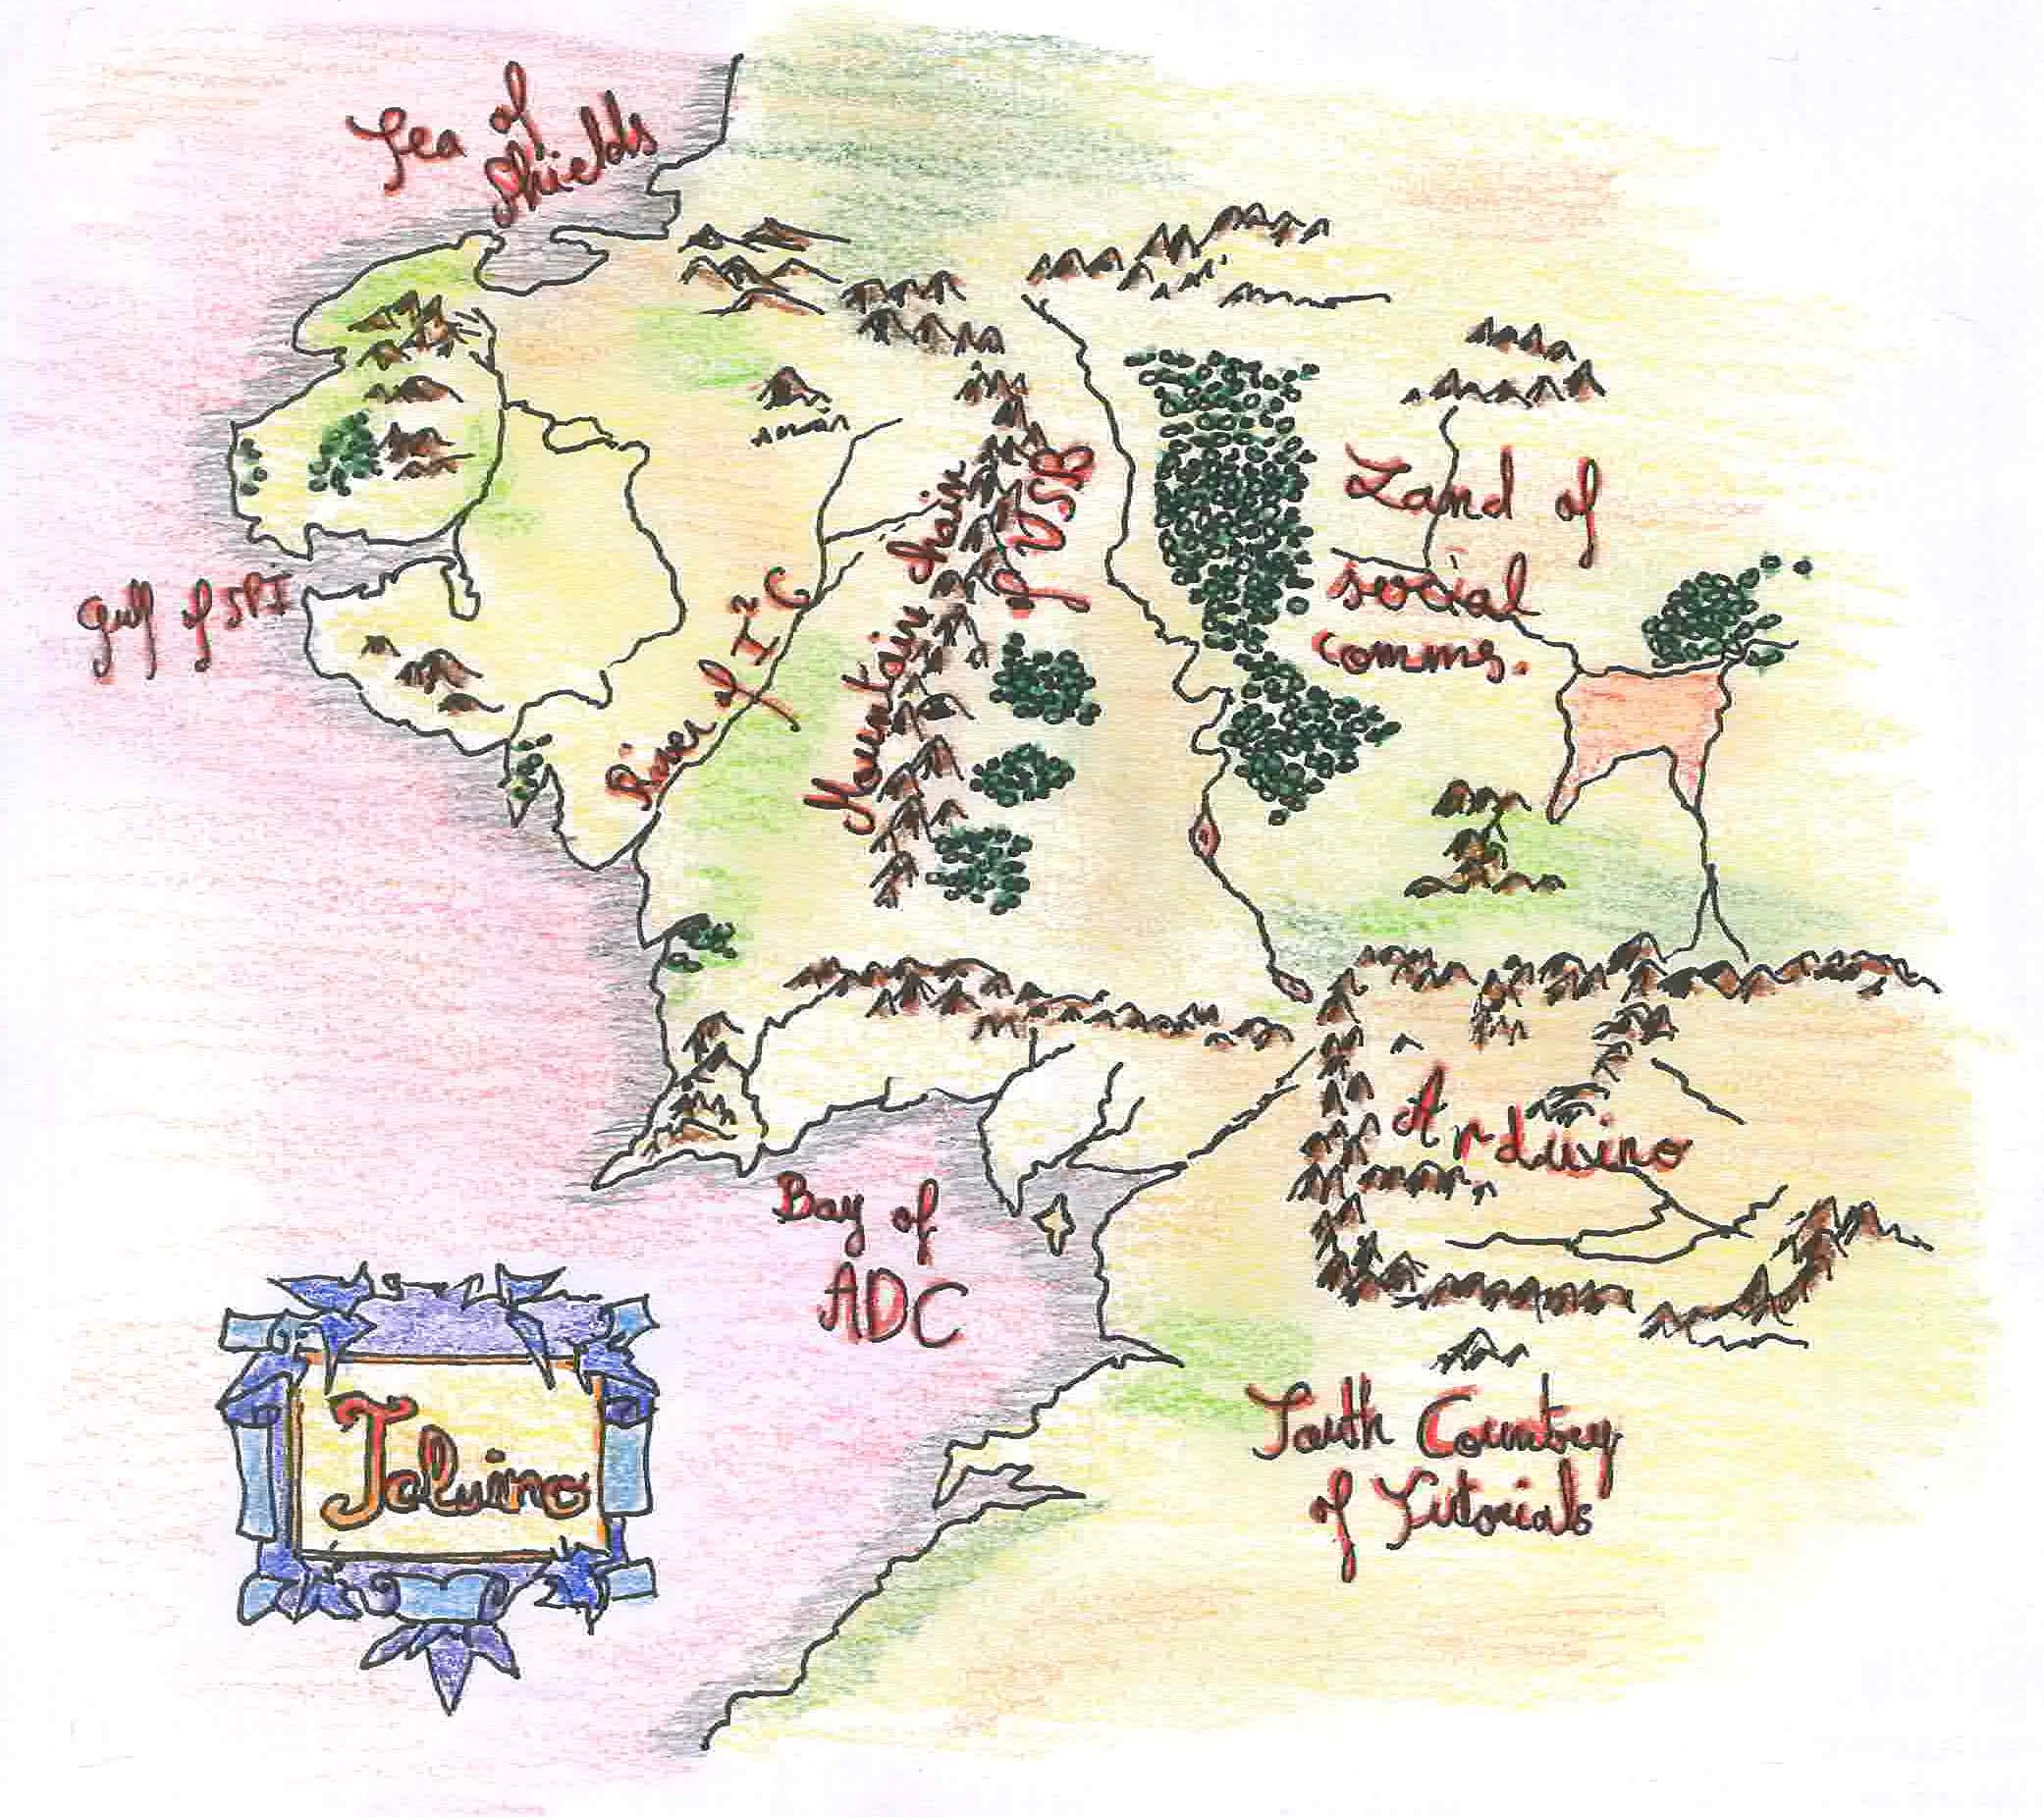 Sea of
Shields
Gulf of SPI
River of I²C
Mountain chain
of USB
Land of
social
comms.
Arduino
Bay of
ADC
South Country
of Tutorials
Tolvino